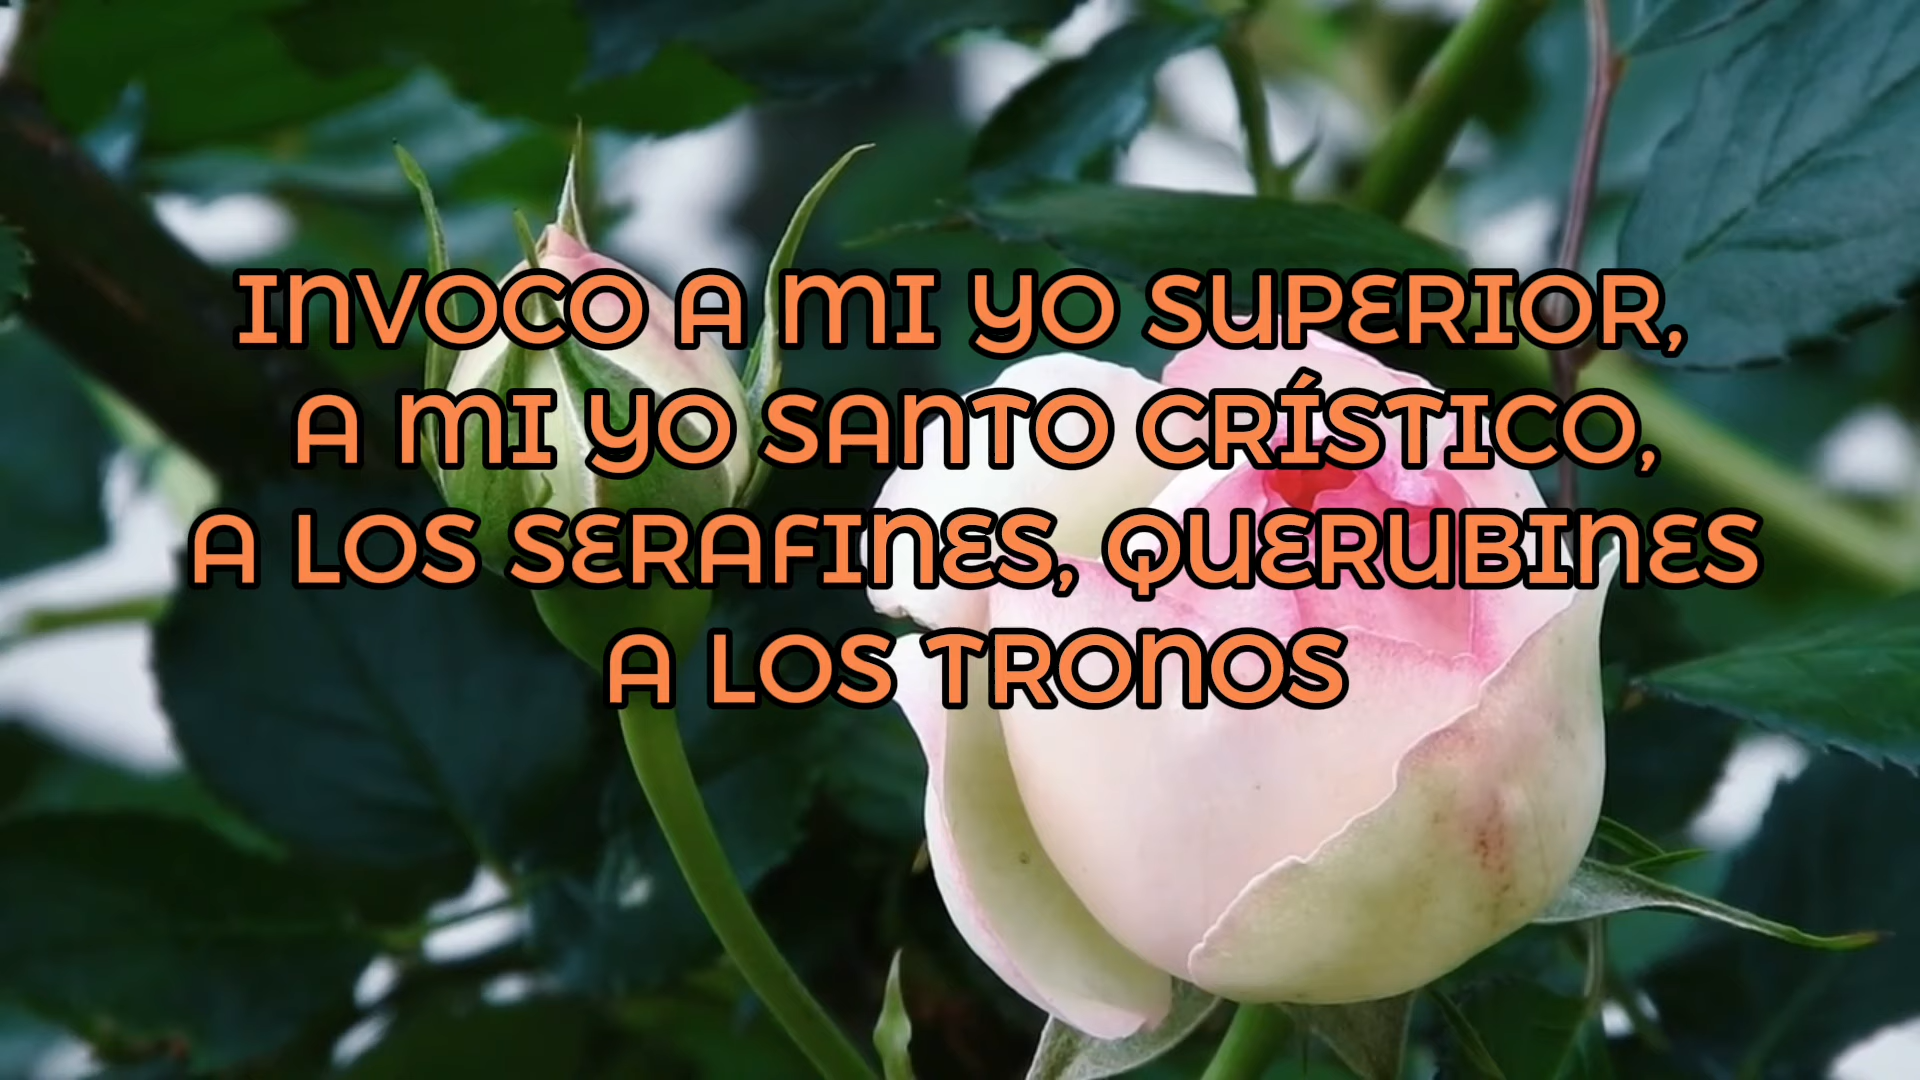 INVOCO A MI YO SUPERIOR,
A MI YO SANTO CRÍSTICO,
A LOS SERAFINES, QUERUBINES
A LOS TRONOS